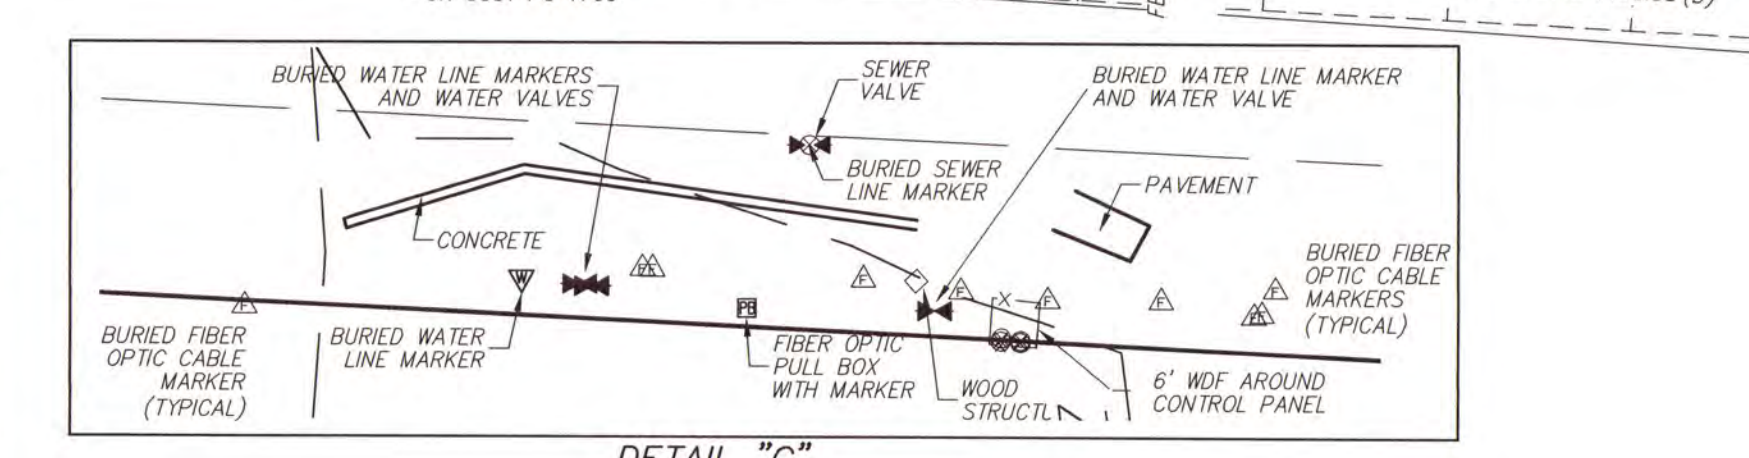 BURIED WATER LINE MARKERS
AND WATER VALVES
SEWER
VALVE
BURIED WATER LINE MARKER
AND WATER VALVE
BURIED SEWER
LINE MARKER
PAVEMENT
CONCRETE
BURIED FIBER
OPTIC CABLE
MARKERS
(TYPICAL)
W
F
F
F
F
F
F
F
F
F
F
PB
X
BURIED FIBER
OPTIC CABLE
MARKER
(TYPICAL)
BURIED WATER
LINE MARKER
FIBER OPTIC
PULL BOX
WITH MARKER
WOOD
6' WDF AROUND
CONTROL PANEL
DETAIL "C"